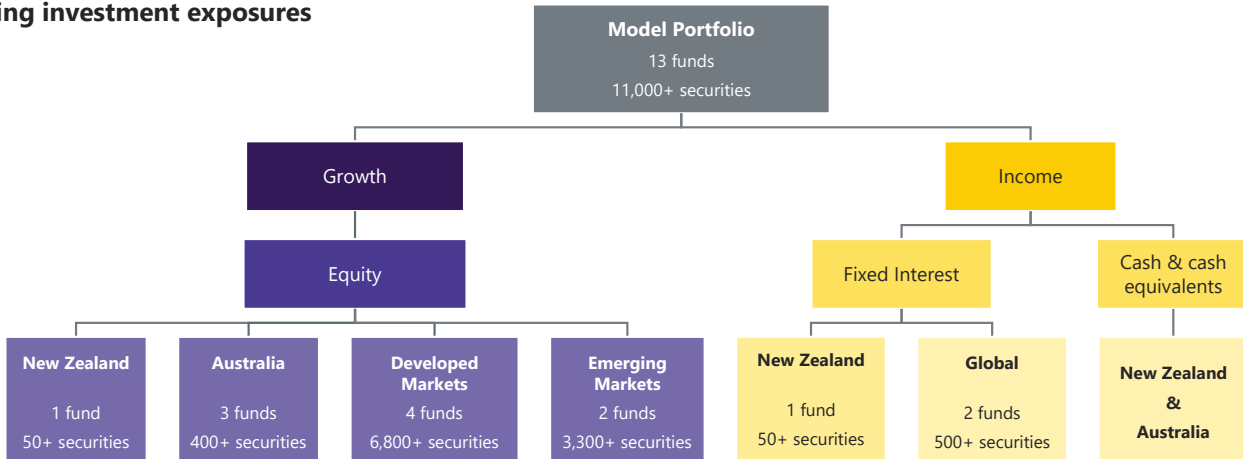 ing investment exposures
Model Portfolio
13 funds
11,000+ securities
Growth
Income
Equity
Fixed Interest
Cash & cash
equivalents
New Zealand
1 fund
50+ securities
Australia
3 funds
400+ securities
Developed
Markets
4 funds
6,800+ securities
Emerging
Markets
2 funds
3,300+ securities
New Zealand
1 fund
50+ securities
Global
2 funds
500+ securities
New Zealand
&
Australia